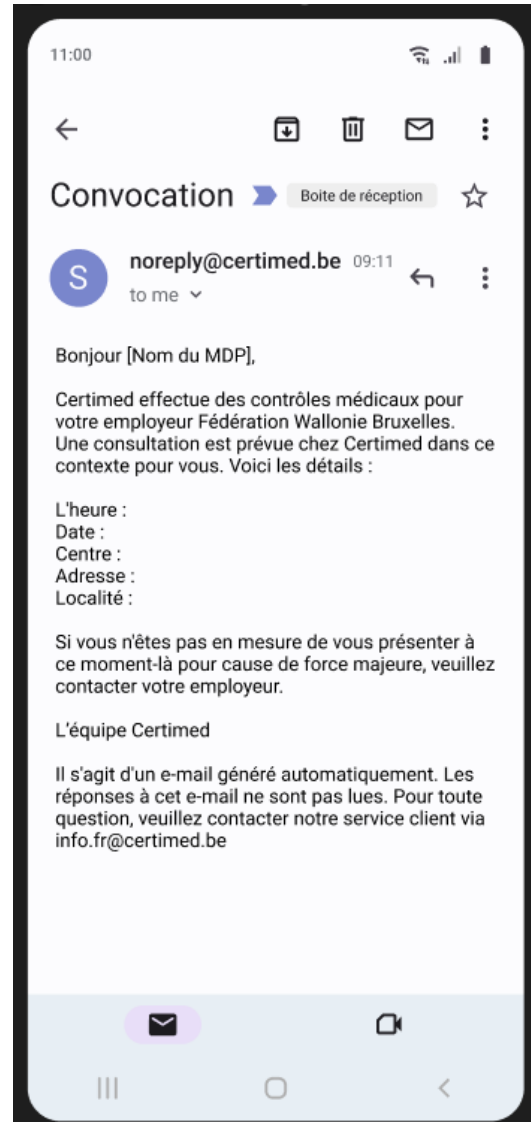 11:00
Convocation Boite de réception
S
noreply@certimed.be 09:11
to me
Bonjour [Nom du MDP],
Certimed effectue des contrôles médicaux pour
votre employeur Fédération Wallonie Bruxelles.
Une consultation est prévue chez Certimed dans ce
contexte pour vous. Voici les détails :
L'heure :
Date :
Centre :
Adresse :
Localité :
Si vous n'êtes pas en mesure de vous présenter à
ce moment-là pour cause de force majeure, veuillez
contacter votre employeur.
L'équipe Certimed
Il s'agit d'un e-mail généré automatiquement. Les
réponses à cet e-mail ne sont pas lues. Pour toute
question, veuillez contacter notre service client via
info.fr@certimed.be